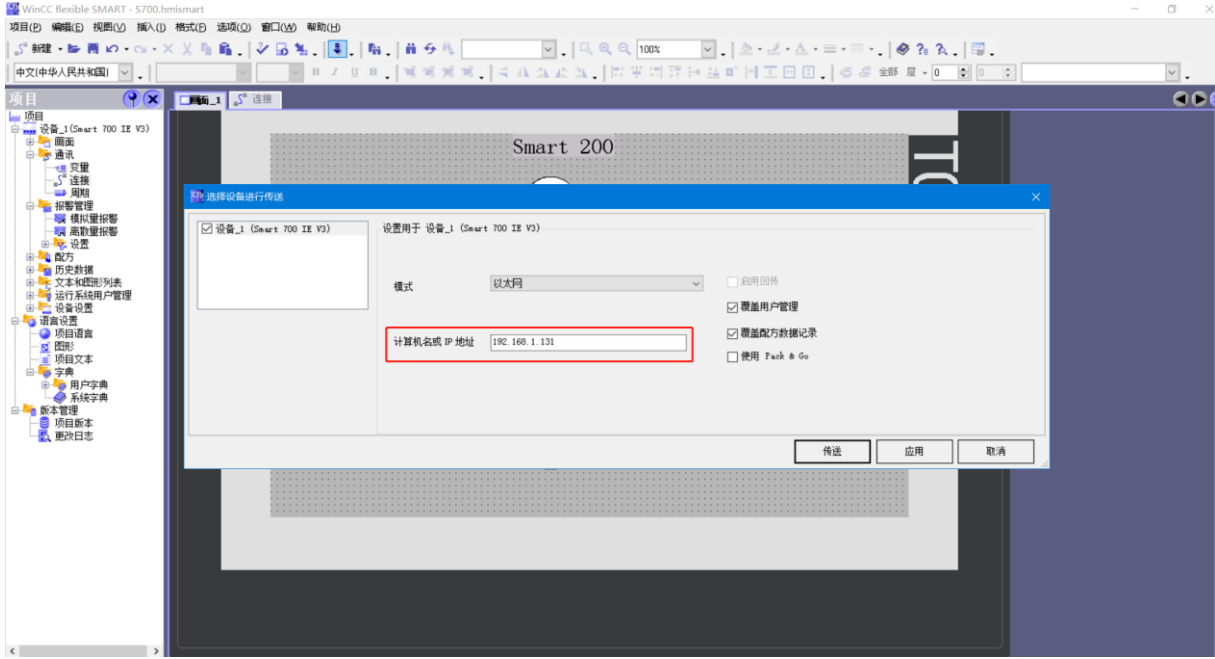 WinCC flexible SMART - S700.hmismart
项目(P) 编辑(E) 视图(V) 插入(I) 格式(F) 选项(O) 窗口(W) 帮助(H)
新建 100%
中文(中华人民共和国) B I U 全部 层 - 0 0
项目 画面_1 连接
项目
设备_1(Smart 700 IE V3)
画面
通讯
变量
连接
周期
报警管理
模拟量报警
离散量报警
设置
配方
历史数据
文本和图形列表
运行系统用户管理
设备设置
语言设置
项目语言
图形
项目文本
字典
用户字典
系统字典
版本管理
项目版本
更改日志
Smart 200
选择设备进行传送
设备_1 (Smart 700 IE V3)
设置用于 设备_1 (Smart 700 IE V3)
模式 以太网
启用回传
覆盖用户管理
计算机名或 IP 地址 192.168.1.131
覆盖配方数据记录
使用 Pack & Go
传送 应用 取消